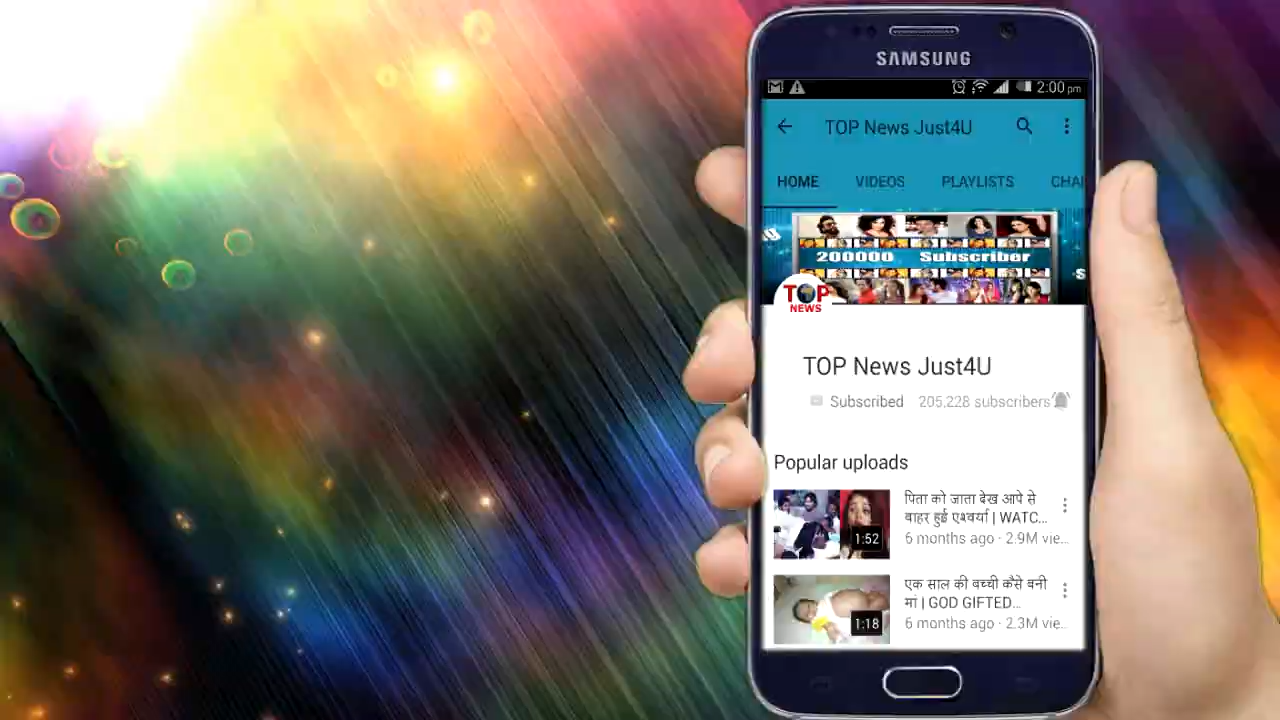 SAMSUNG
2:00 pm
TOP News Just4U
HOME VIDEOS PLAYLISTS CHA
200000 Subscriber
TOP
NEWS
TOP News Just4U
Subscribed 205,228 subscribers
Popular uploads
पिता को जाता देख आपे से
बाहर हुई एश्वर्या | WATC...
1:52
6 months ago · 2.9M vie...
एक साल की बच्ची कैसे बनी
मां | GOD GIFTED...
1:18
6 months ago · 2.3M vie...